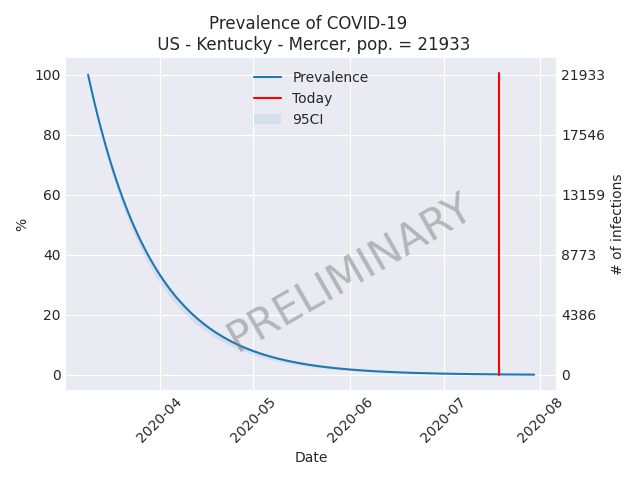 Prevalence of COVID-19
US - Kentucky - Mercer, pop. = 21933
Prevalence
Today
95CI
100
80
60
40
20
0
%
21933
17546
13159
8773
4386
0
# of infections
PRELIMINARY
2020-04
2020-05
2020-06
2020-07
2020-08
Date